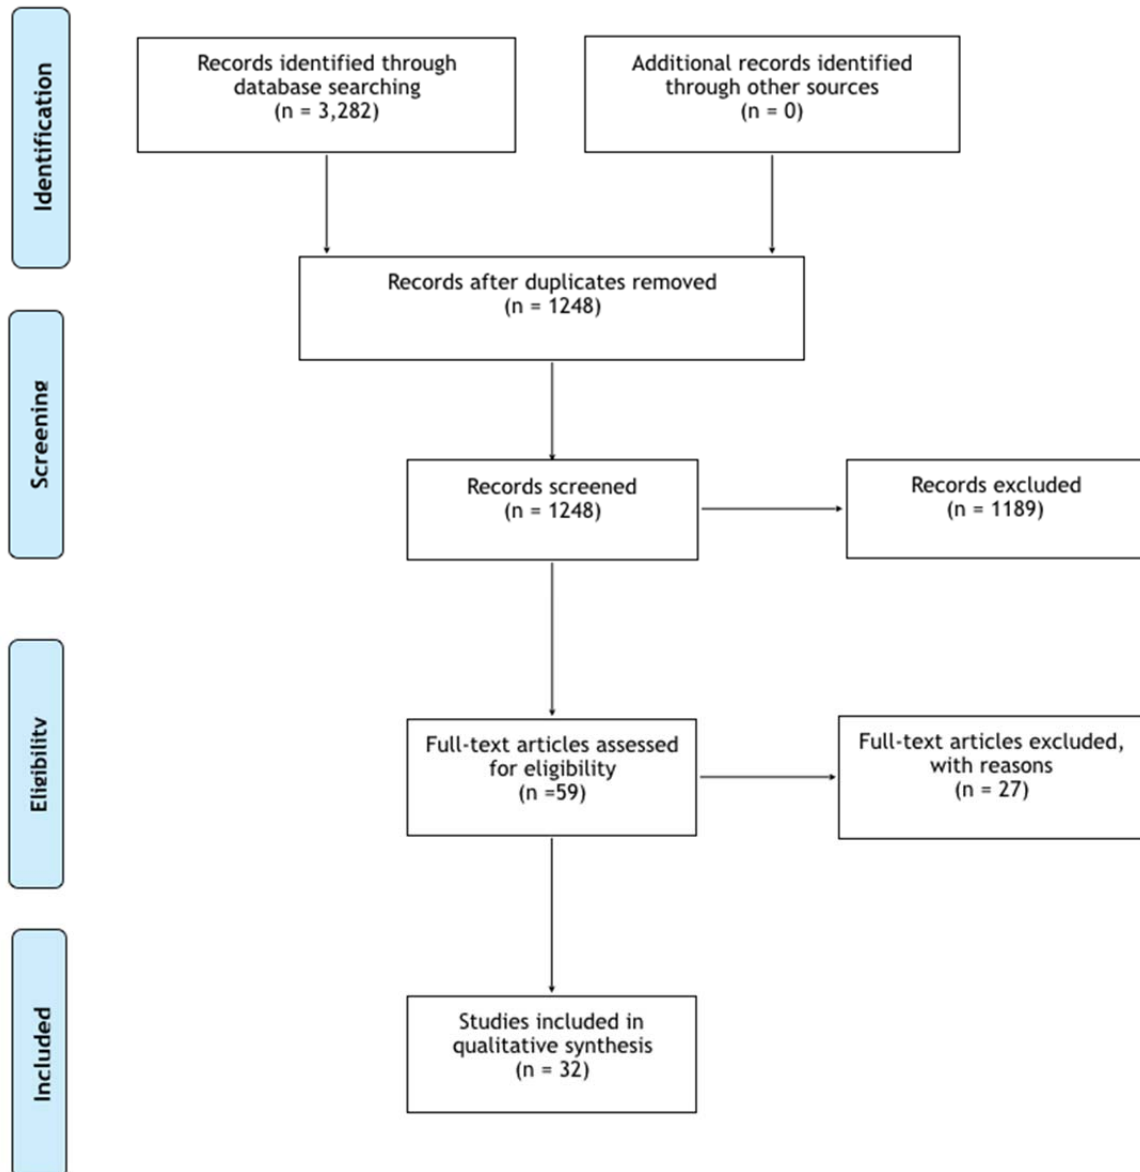 Identification
Records identified through
database searching
(n = 3,282)
Additional records identified
through other sources
(n = 0)
Records after duplicates removed
(n = 1248)
Screening
Records screened
(n = 1248)
Records excluded
(n = 1189)
Eligibility
Full-text articles assessed
for eligibility
(n =59)
Full-text articles excluded,
with reasons
(n = 27)
Included
Studies included in
qualitative synthesis
(n = 32)